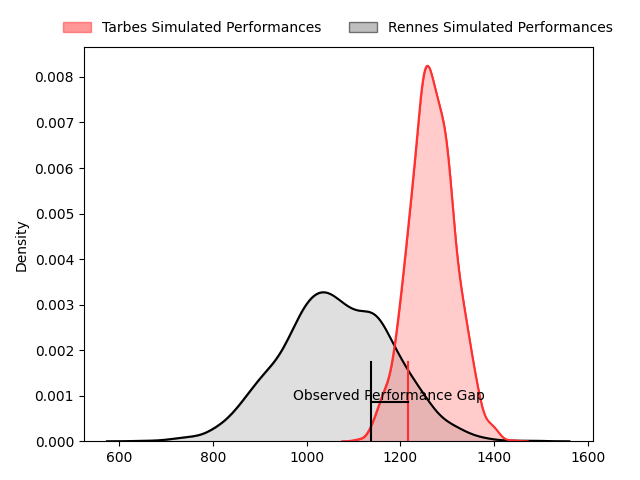 Tarbes Simulated Performances Rennes Simulated Performances
0.008
0.007
0.006
0.005
0.004
0.003
0.002
0.001
0.000
Density
Observed Performance Gap
600 800 1000 1200 1400 1600